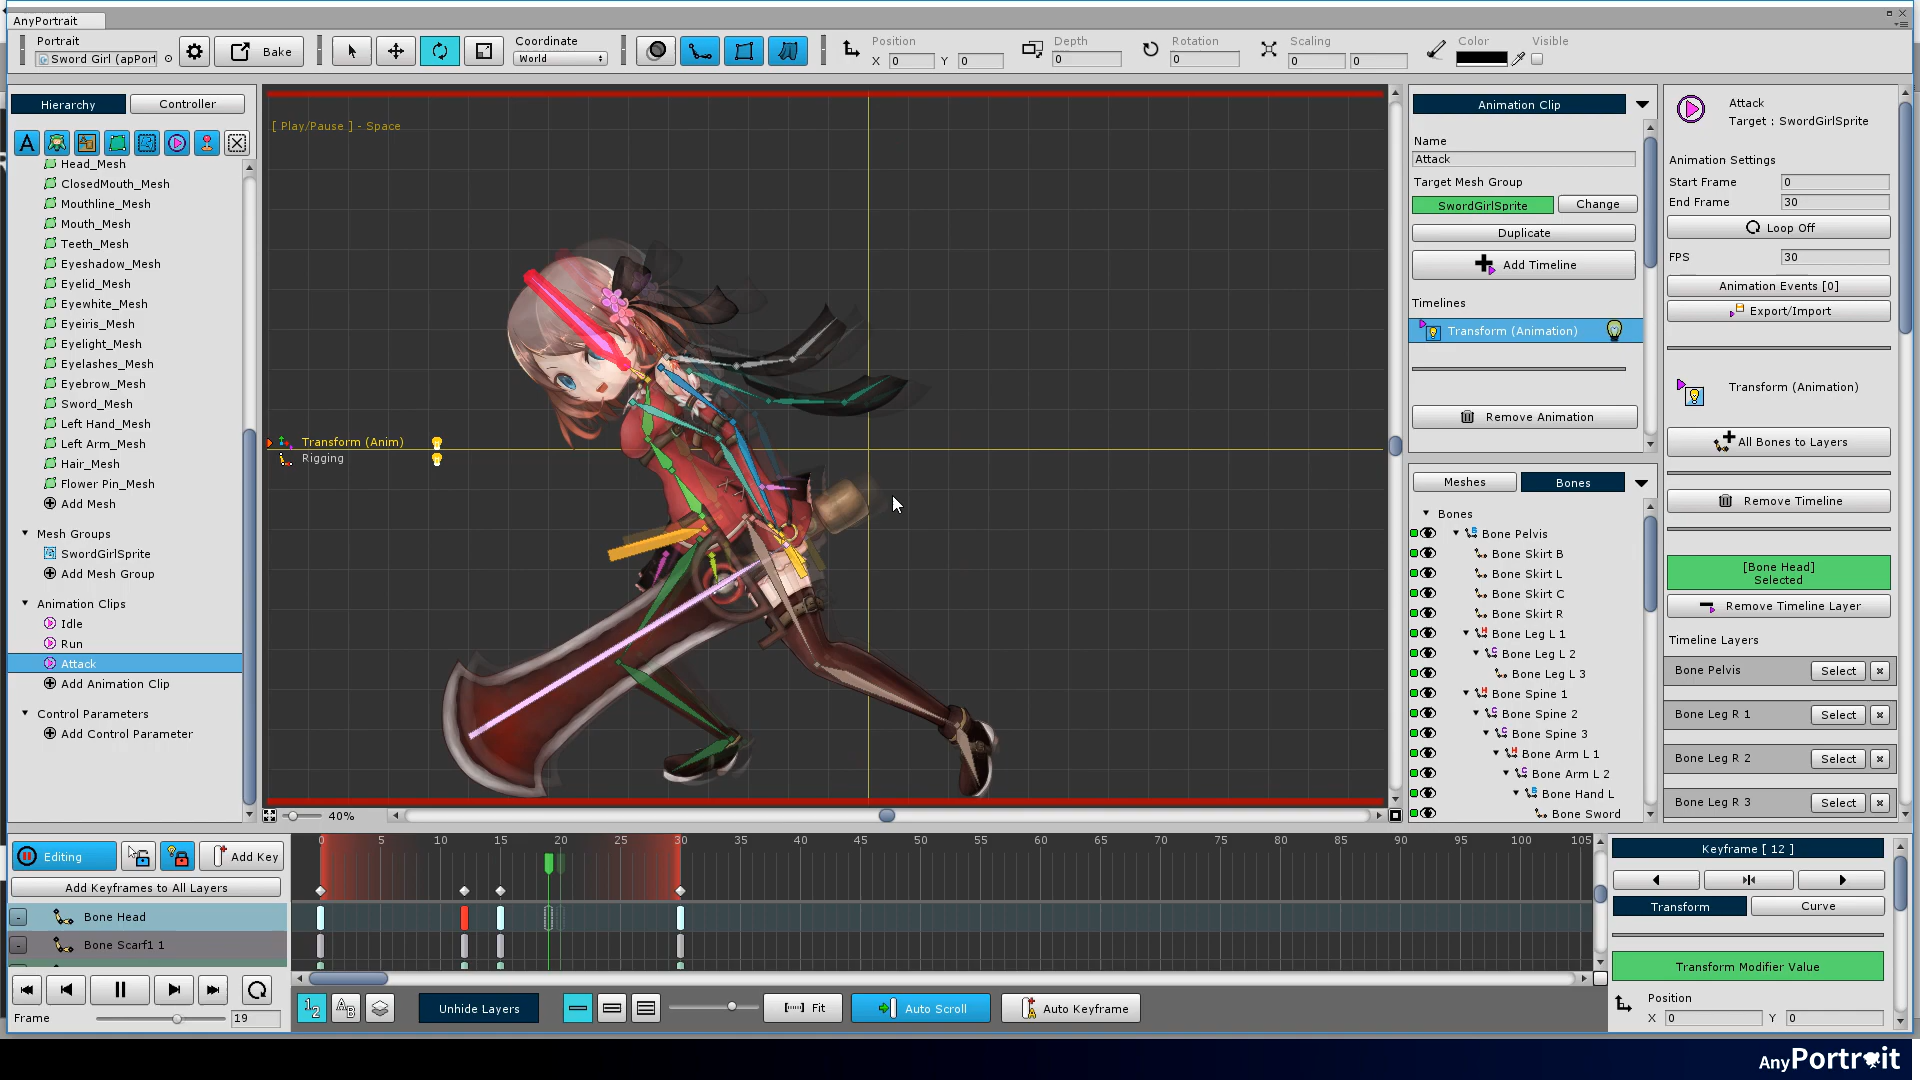 AnyPortrait
Portrait
Sword Girl (apPort
Bake
Coordinate
World
Position
X 0 Y 0
Depth
0
Rotation
0
Scaling
0 0
Color
Visible
Hierarchy
Controller
Head_Mesh
ClosedMouth_Mesh
Mouthline_Mesh
Mouth_Mesh
Teeth_Mesh
Eyeshadow_Mesh
Eyelid_Mesh
Eyewhite_Mesh
Eyeiris_Mesh
Eyelight_Mesh
Eyelashes_Mesh
Eyebrow_Mesh
Sword_Mesh
Left Hand_Mesh
Left Arm_Mesh
Hair_Mesh
Flower Pin_Mesh
Add Mesh
Mesh Groups
SwordGirlSprite
Add Mesh Group
Animation Clips
Idle
Run
Attack
Add Animation Clip
Control Parameters
Add Control Parameter
[ Play/Pause ] - Space
Transform (Anim)
Rigging
40%
Animation Clip
Name
Attack
Target Mesh Group
SwordGirlSprite
Change
Duplicate
Add Timeline
Timelines
Transform (Animation)
Remove Animation
Meshes
Bones
Bones
Bone Pelvis
Bone Skirt B
Bone Skirt L
Bone Skirt C
Bone Skirt R
Bone Leg L 1
Bone Leg L 2
Bone Leg L 3
Bone Spine 1
Bone Spine 2
Bone Spine 3
Bone Arm L 1
Bone Arm L 2
Bone Hand L
Bone Sword
Attack
Target : SwordGirlSprite
Animation Settings
Start Frame 0
End Frame 30
Loop Off
FPS 30
Animation Events [0]
Export/Import
Transform (Animation)
All Bones to Layers
Remove Timeline
[Bone Head]
Selected
Remove Timeline Layer
Timeline Layers
Bone Pelvis Select
Bone Leg R 1 Select
Bone Leg R 2 Select
Bone Leg R 3 Select
Editing
Add Key
Add Keyframes to All Layers
Bone Head
Bone Scarf1 1
Frame 19
0 5 10 15 20 25 30 35 40 45 50 55 60 65 70 75 80 85 90 95 100 105
Unhide Layers
Fit
Auto Scroll
Auto Keyframe
Keyframe [ 12 ]
Transform
Curve
Transform Modifier Value
Position
X 0 Y 0
AnyPortrait